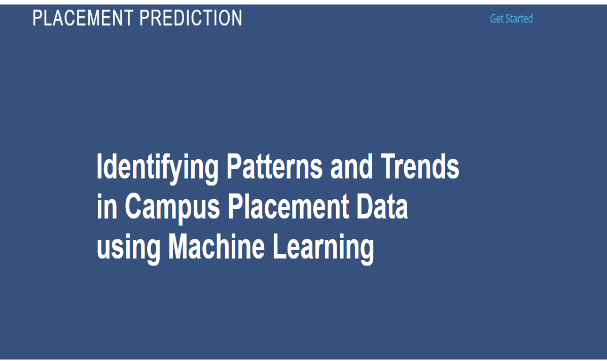 PLACEMENT PREDICTION
Get Started
Identifying Patterns and Trends
in Campus Placement Data
using Machine Learning